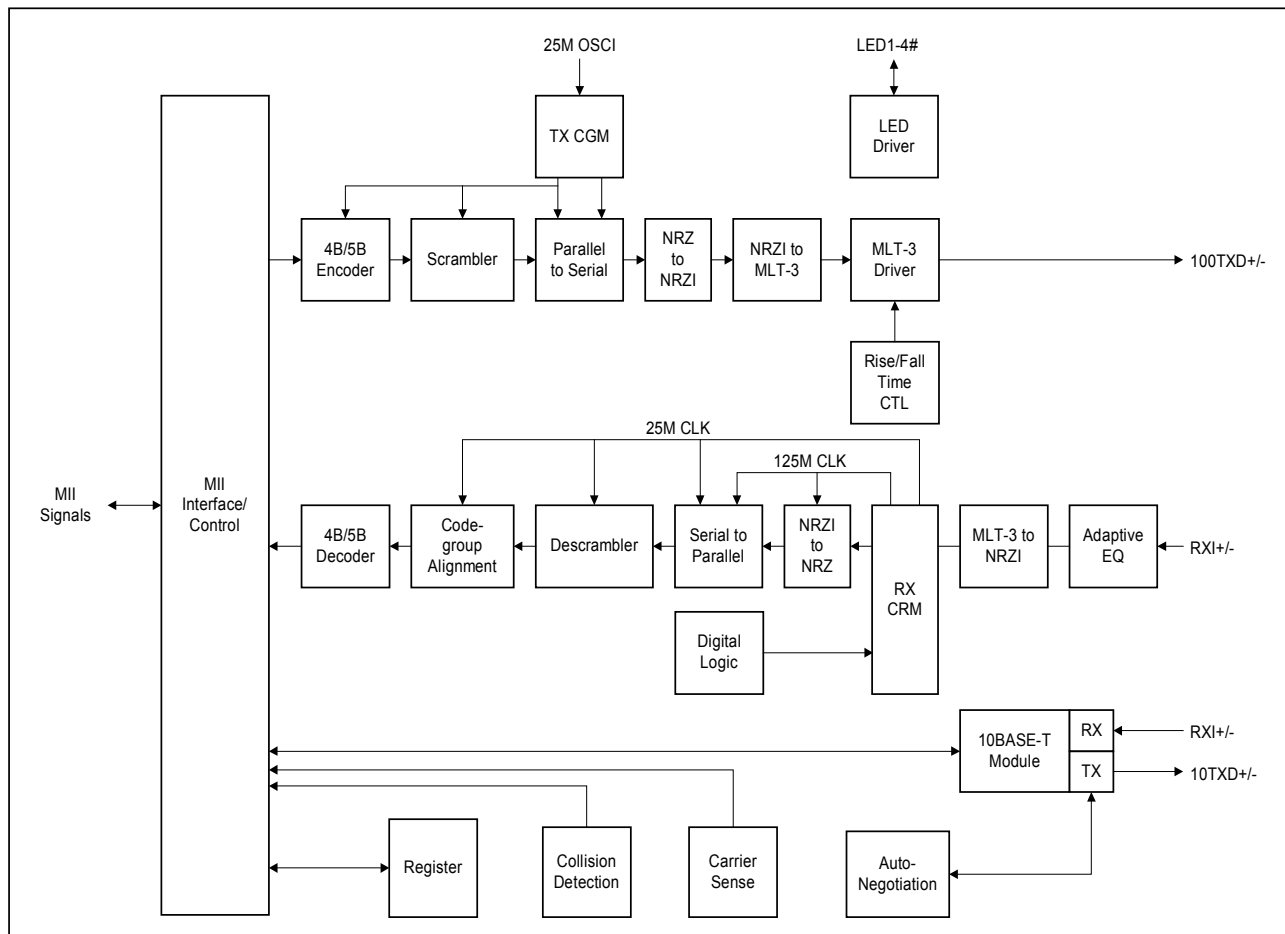 25M OSCI
LED1-4#
TX CGM
LED
Driver
4B/5B
Encoder
Scrambler
Parallel
to Serial
NRZ
to
NRZI
NRZI to
MLT-3
MLT-3
Driver
100TXD+/-
Rise/Fall
Time
CTL
25M CLK
125M CLK
MII
Signals
MII
Interface/
Control
4B/5B
Decoder
Code-
group
Alignment
Descrambler
Serial to
Parallel
NRZI
to
NRZ
RX
CRM
MLT-3 to
NRZI
Adaptive
EQ
RXI+/-
Digital
Logic
10BASE-T
Module
RX
TX
RXI+/-
10TXD+/-
Register
Collision
Detection
Carrier
Sense
Auto-
Negotiation